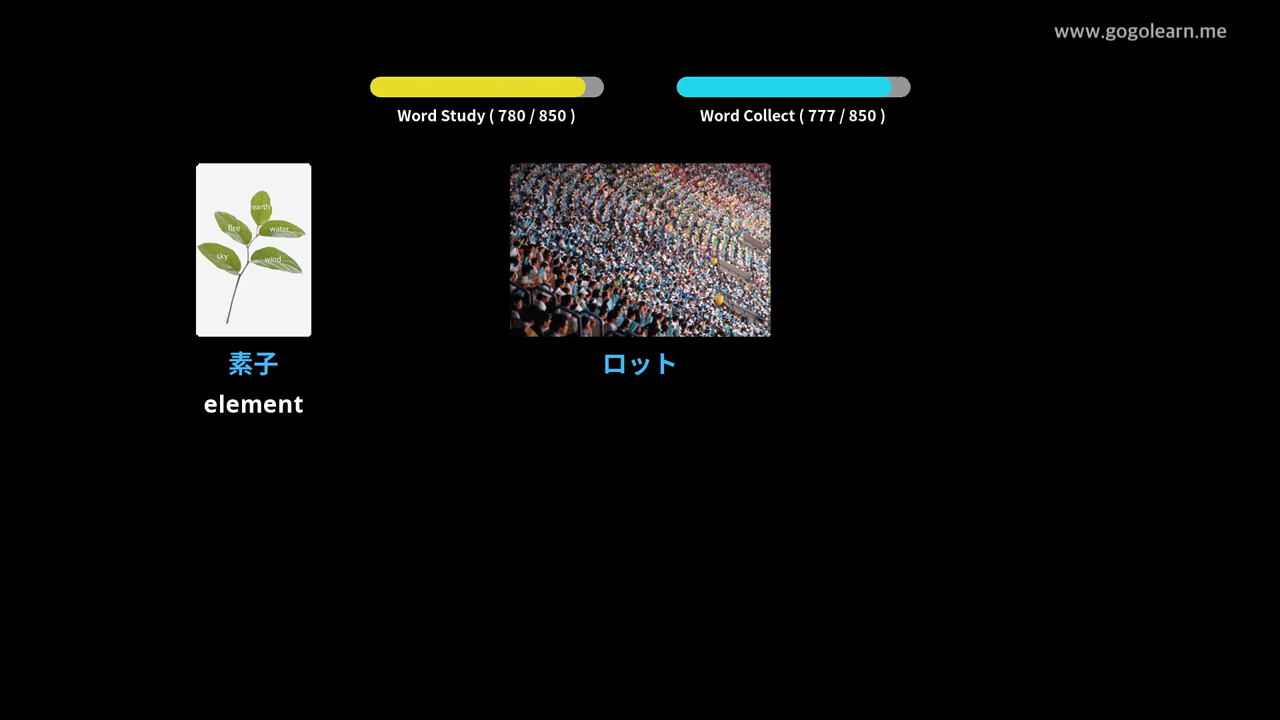 www.gogolearn.me
Word Study ( 780 / 850 )
Word Collect ( 777 / 850 )
earth
fire
water
sky
wind
素子
element
ロット